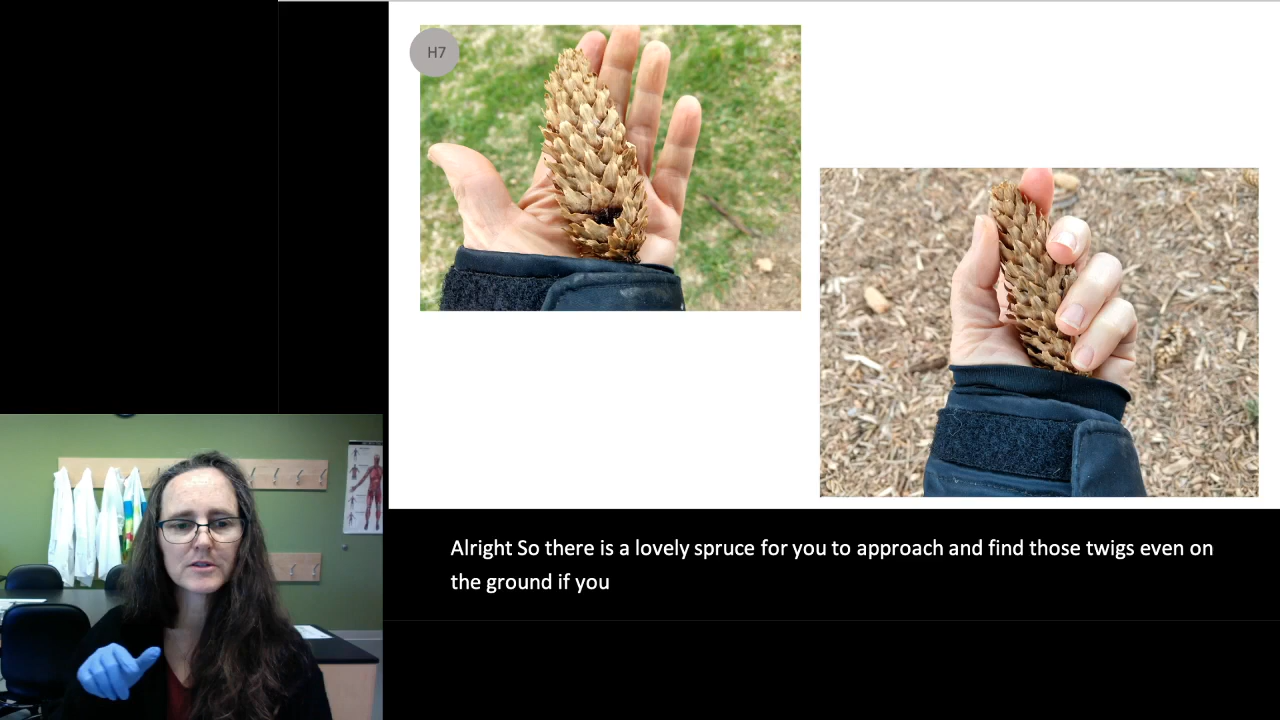 H7
Alright So there is a lovely spruce for you to approach and find those twigs even on
the ground if you